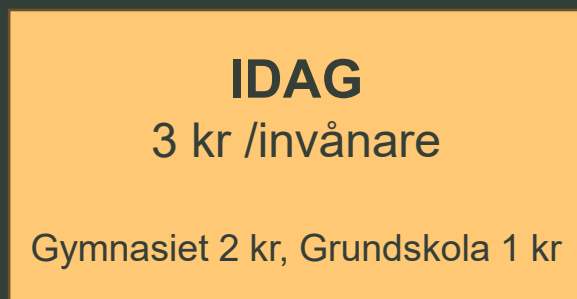 IDAG
3 kr /invånare
Gymnasiet 2 kr, Grundskola 1 kr